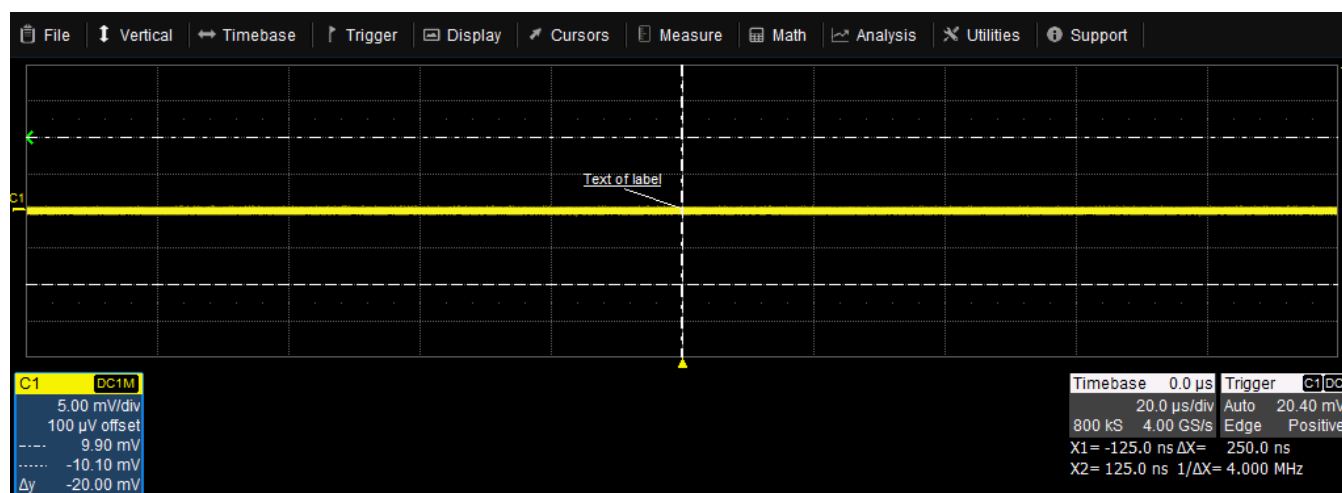 File Vertical Timebase Trigger Display Cursors Measure Math Analysis Utilities Support
Text of label
C1
C1 DC1M
5.00 mV/div
100 µV offset
9.90 mV
-10.10 mV
Δy -20.00 mV
Timebase 0.0 µs
20.0 µs/div
800 kS 4.00 GS/s
Trigger C1 DC
Auto 20.40 mV
Edge Positive
X1= -125.0 ns ΔX= 250.0 ns
X2= 125.0 ns 1/ΔX= 4.000 MHz